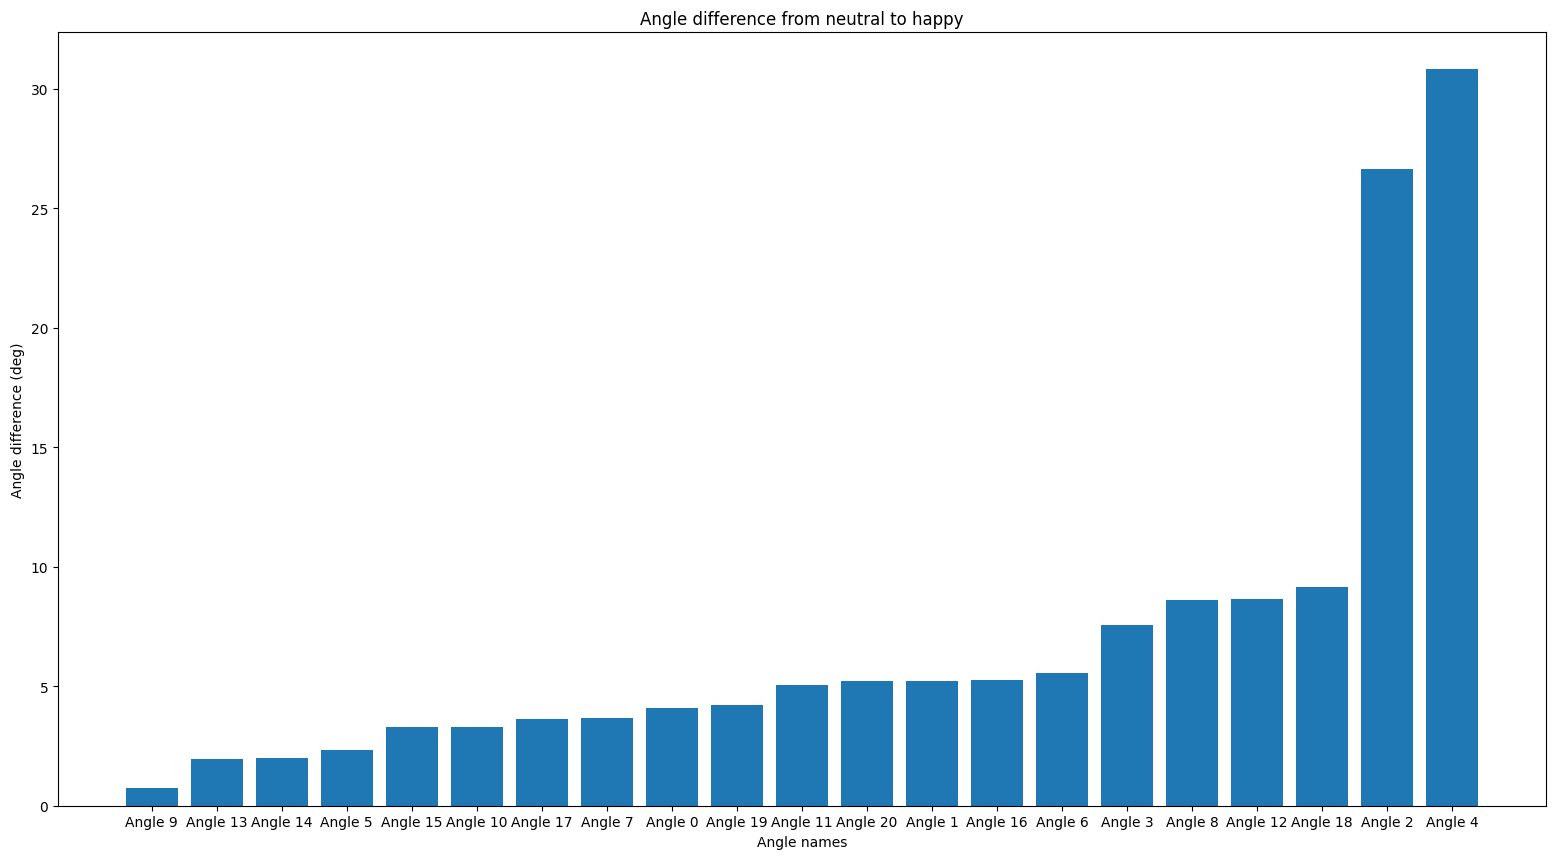 Angle difference from neutral to happy
Angle difference (deg)
30
25
20
15
10
5
0
Angle 9 Angle 13 Angle 14 Angle 5 Angle 15 Angle 10 Angle 17 Angle 7 Angle 0 Angle 19 Angle 11 Angle 20 Angle 1 Angle 16 Angle 6 Angle 3 Angle 8 Angle 12 Angle 18 Angle 2 Angle 4
Angle names